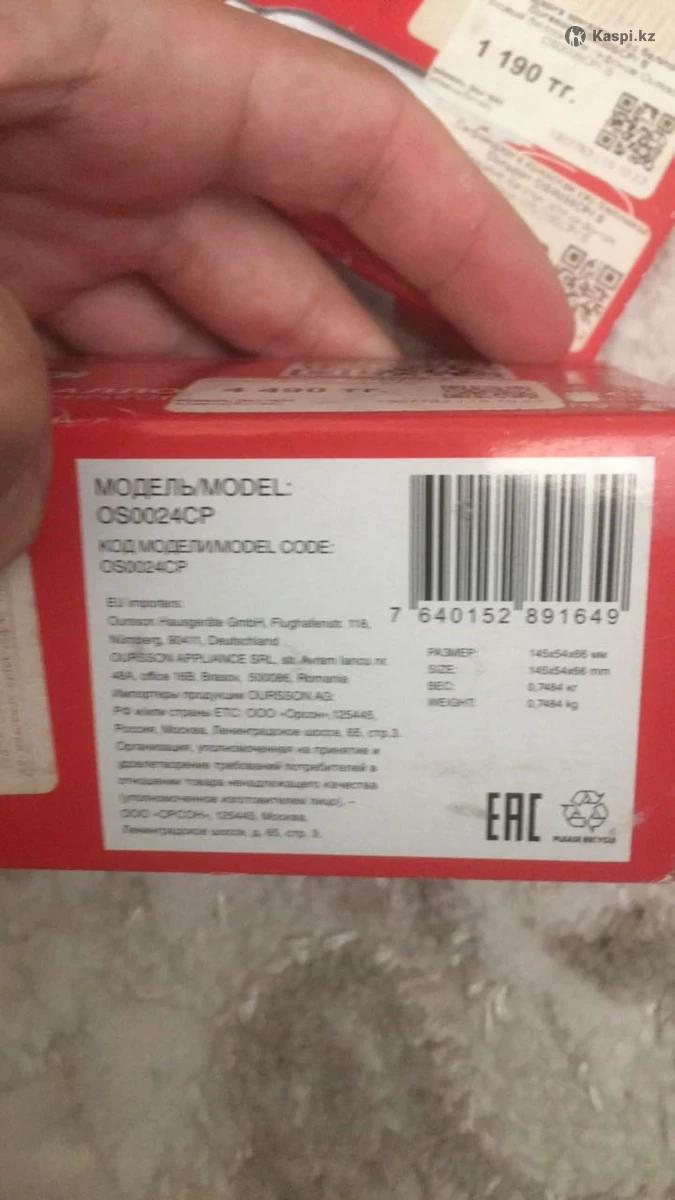 Kaspi.kz
1 190 тг.
4 490 тг.
МОДЕЛЬ/MODEL:
OS0024CP
КОД МОДЕЛИ/MODEL CODE:
OS0024CP
7 640152 891649
EU importers:
Oursson Hausgeräte GmbH, Flughafenstr. 118,
Nürnberg, 90411, Deutschland
OURSSON APPLIANCE SRL, str. Avram Iancu nr.
48A, office 16B, Brasov, 500086, Romania
Импортеры продукции OURSSON AG:
РФ и/или страны ЕТС: ООО «Орсон», 125445,
Россия, Москва, Ленинградское шоссе, 65, стр.3.
Организация, уполномоченная на принятие и
удовлетворение требований потребителей в
отношении товара ненадлежащего качества
(уполномоченное изготовителем лицо), –
ООО «ОРСОН», 125445, Москва,
Ленинградское шоссе, д. 65, стр. 3.
РАЗМЕР: 145x54x66 мм
SIZE: 145x54x66 mm
ВЕС: 0,7484 кг
WEIGHT: 0,7484 kg
EAC
PLEASE RECYCLE